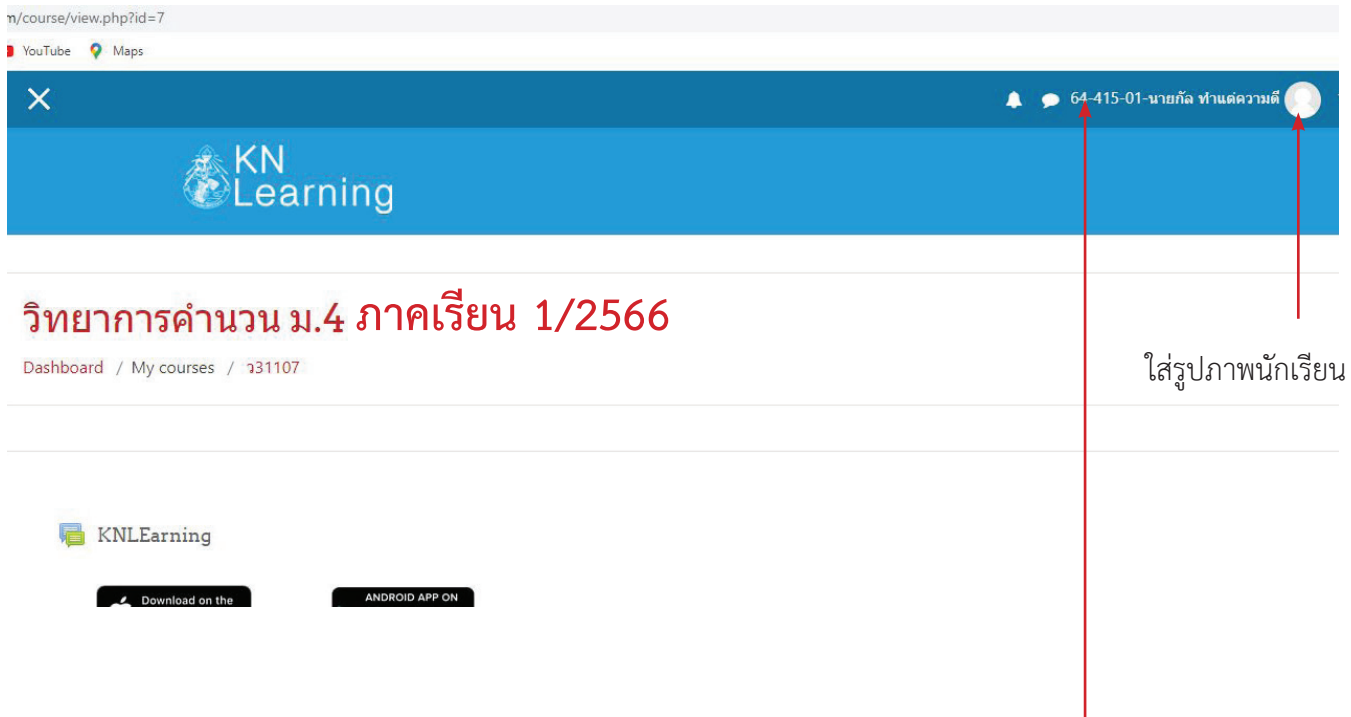 m/course/view.php?id=7
YouTube Maps
64-415-01-นายกัล ทำแด่ความดี
KN
Learning
วิทยาการคำนวน ม.4 ภาคเรียน 1/2566
Dashboard / My courses / ว31107
ใส่รูปภาพนักเรียน
KNLEarning
Download on the
ANDROID APP ON